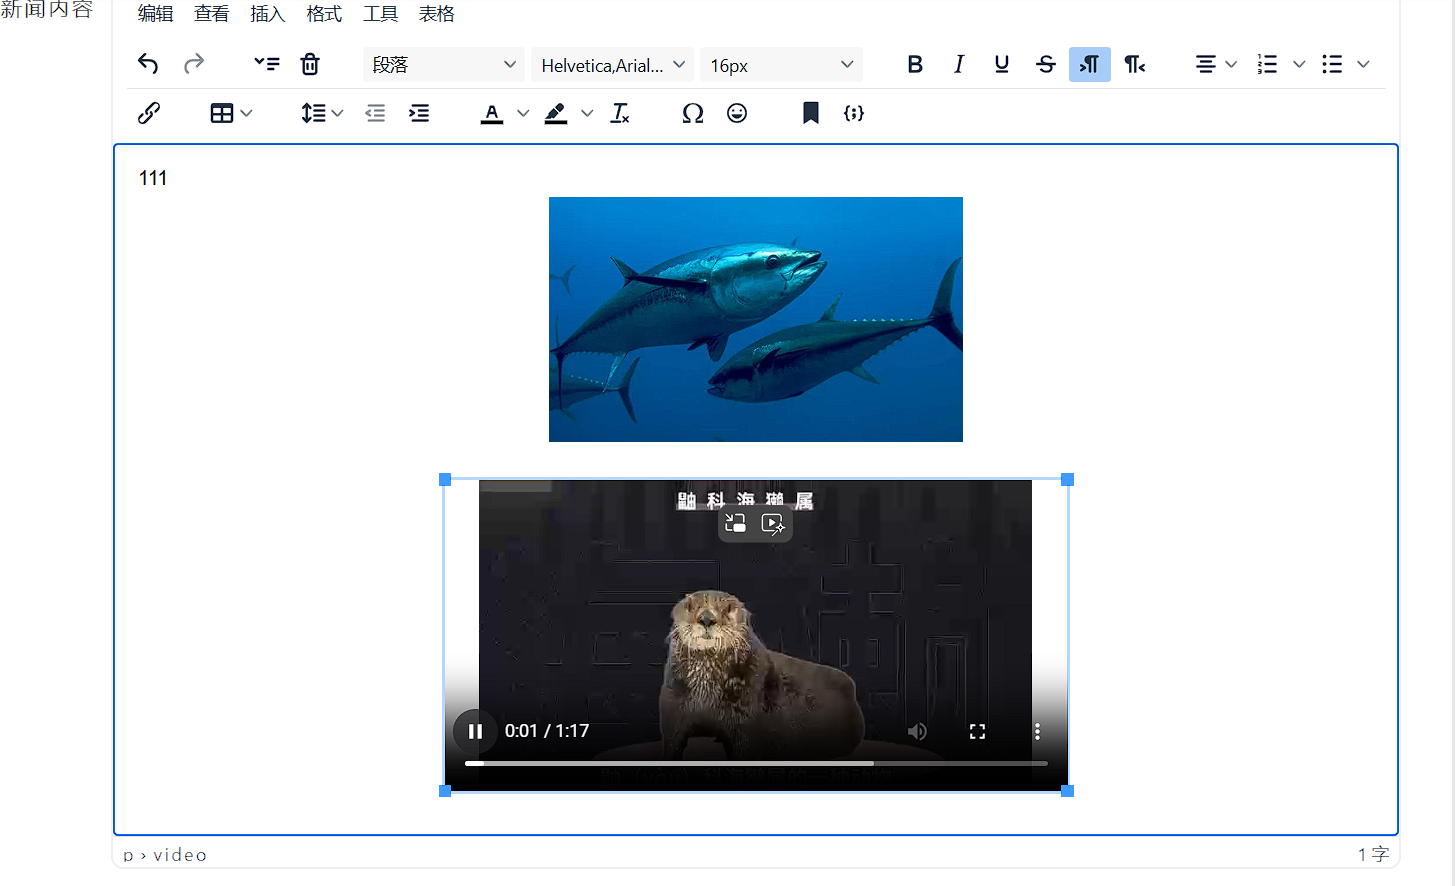 新闻内容
编辑 查看 插入 格式 工具 表格
段落 Helvetica,Arial... 16px
111
鼬科海獭属
0:01 / 1:17
p › video
1 字